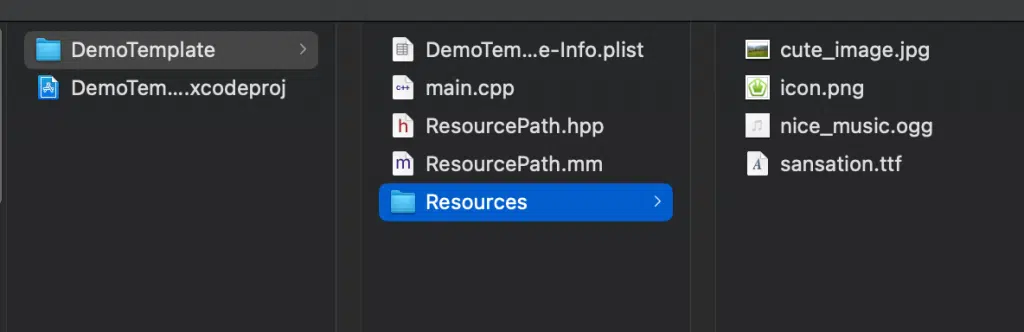 DemoTemplate
DemoTem....xcodeproj
DemoTem...e-Info.plist
main.cpp
ResourcePath.hpp
ResourcePath.mm
Resources
cute_image.jpg
icon.png
nice_music.ogg
sansation.ttf